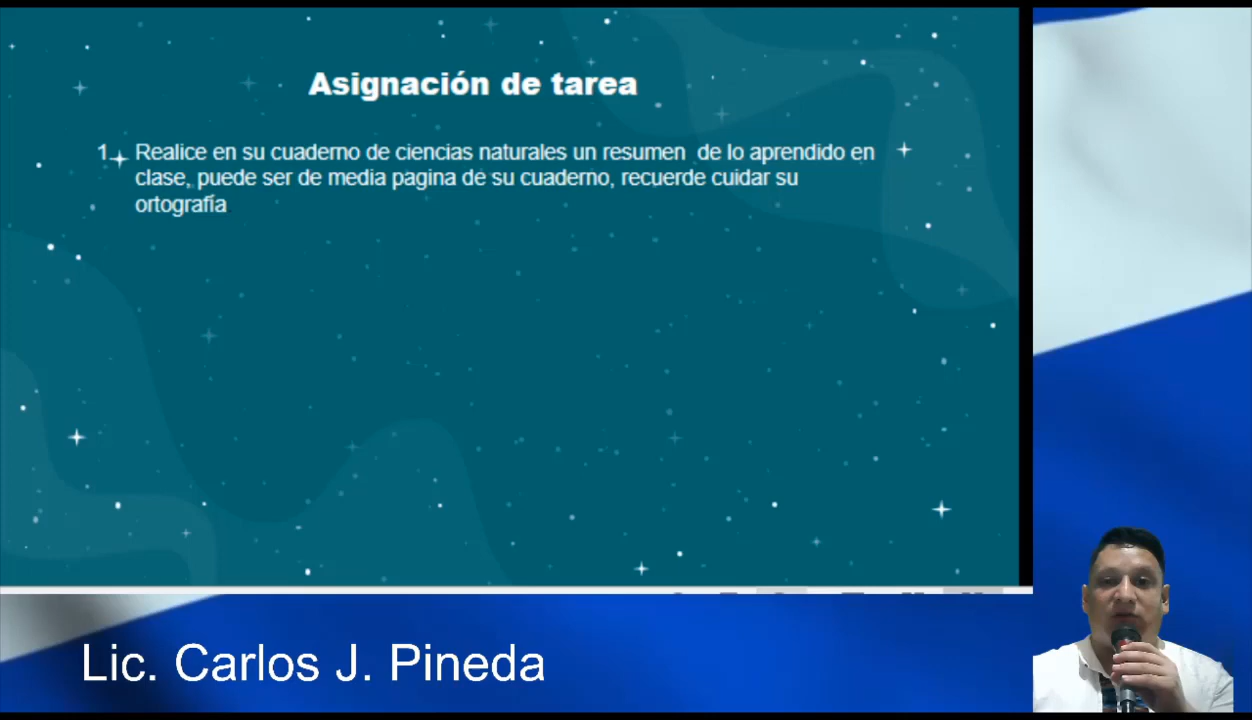 Asignación de tarea
1. Realice en su cuaderno de ciencias naturales un resumen de lo aprendido en
clase, puede ser de media pagina de su cuaderno, recuerde cuidar su
ortografía
Lic. Carlos J. Pineda